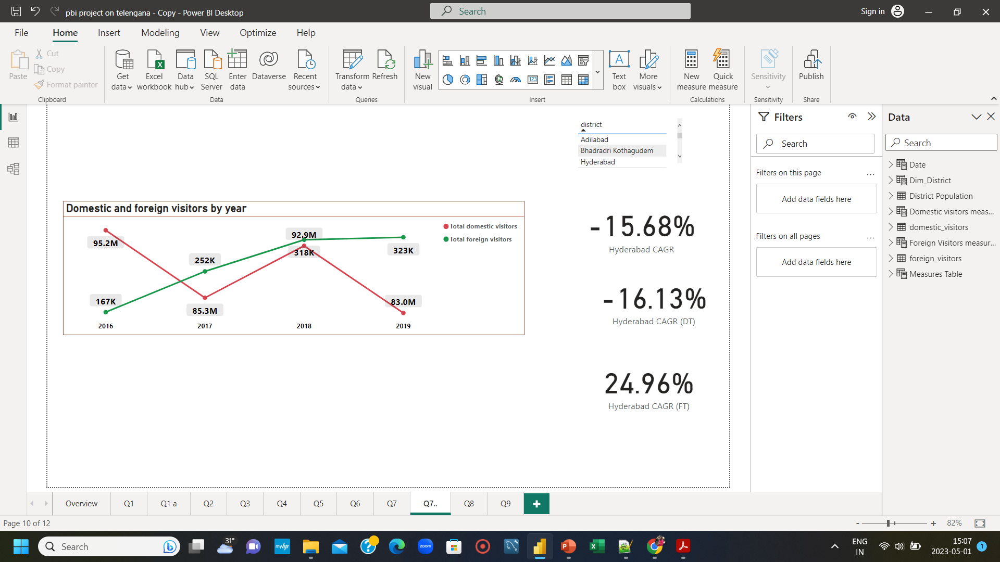 pbi project on telengana - Copy - Power BI Desktop
Search
Sign in
File Home Insert Modeling View Optimize Help
Paste
Cut
Copy
Format painter
Clipboard
Get data
Excel workbook
Data hub
SQL Server
Enter data
Dataverse
Recent sources
Data
Transform data
Refresh
Queries
New visual
123
A
Text box
More visuals
Insert
New measure
Quick measure
Calculations
Sensitivity
Sensitivity
Publish
Share
district
Adilabad
Bhadradri Kothagudem
Hyderabad
Domestic and foreign visitors by year
Total domestic visitors
Total foreign visitors
95.2M
252K
92.9M
318K
323K
167K
85.3M
83.0M
2016 2017 2018 2019
-15.68%
Hyderabad CAGR
-16.13%
Hyderabad CAGR (DT)
24.96%
Hyderabad CAGR (FT)
Filters
Search
Filters on this page
...
Add data fields here
Filters on all pages
...
Add data fields here
Data
Search
Date
Dim_District
District Population
Domestic visitors meas...
domestic_visitors
Foreign Visitors measur...
foreign_visitors
Measures Table
Overview Q1 Q1 a Q2 Q3 Q4 Q5 Q6 Q7 Q7.. Q8 Q9 +
Page 10 of 12
- + 82%
Search
31°
myhp
zoom
ENG
IN
15:07
2023-05-01
1